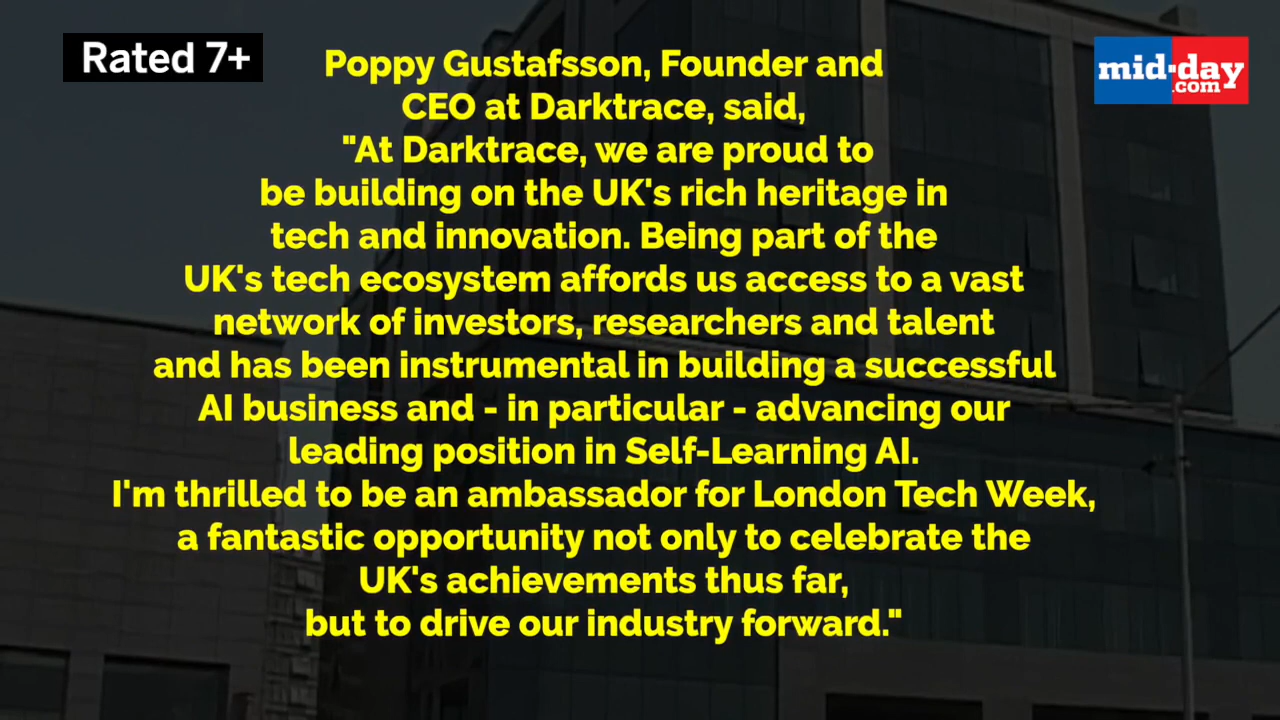 Rated 7+
mid-day
.com
Poppy Gustafsson, Founder and
CEO at Darktrace, said,
"At Darktrace, we are proud to
be building on the UK's rich heritage in
tech and innovation. Being part of the
UK's tech ecosystem affords us access to a vast
network of investors, researchers and talent
and has been instrumental in building a successful
AI business and - in particular - advancing our
leading position in Self-Learning AI.
I'm thrilled to be an ambassador for London Tech Week,
a fantastic opportunity not only to celebrate the
UK's achievements thus far,
but to drive our industry forward."